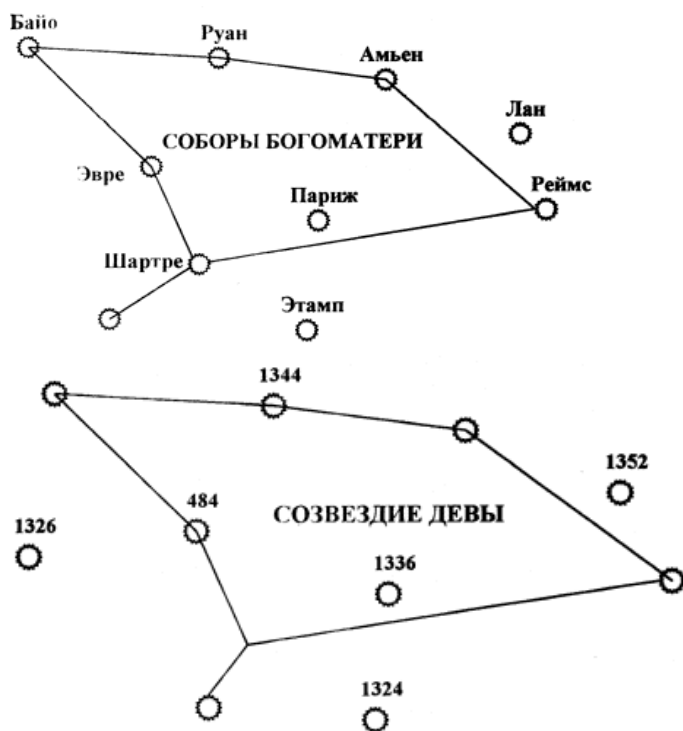 Байо
Руан
Амьен
Лан
СОБОРЫ БОГОМАТЕРИ
Эвре
Париж
Реймс
Шартре
Этамп
1344
1352
484
СОЗВЕЗДИЕ ДЕВЫ
1326
1336
1324